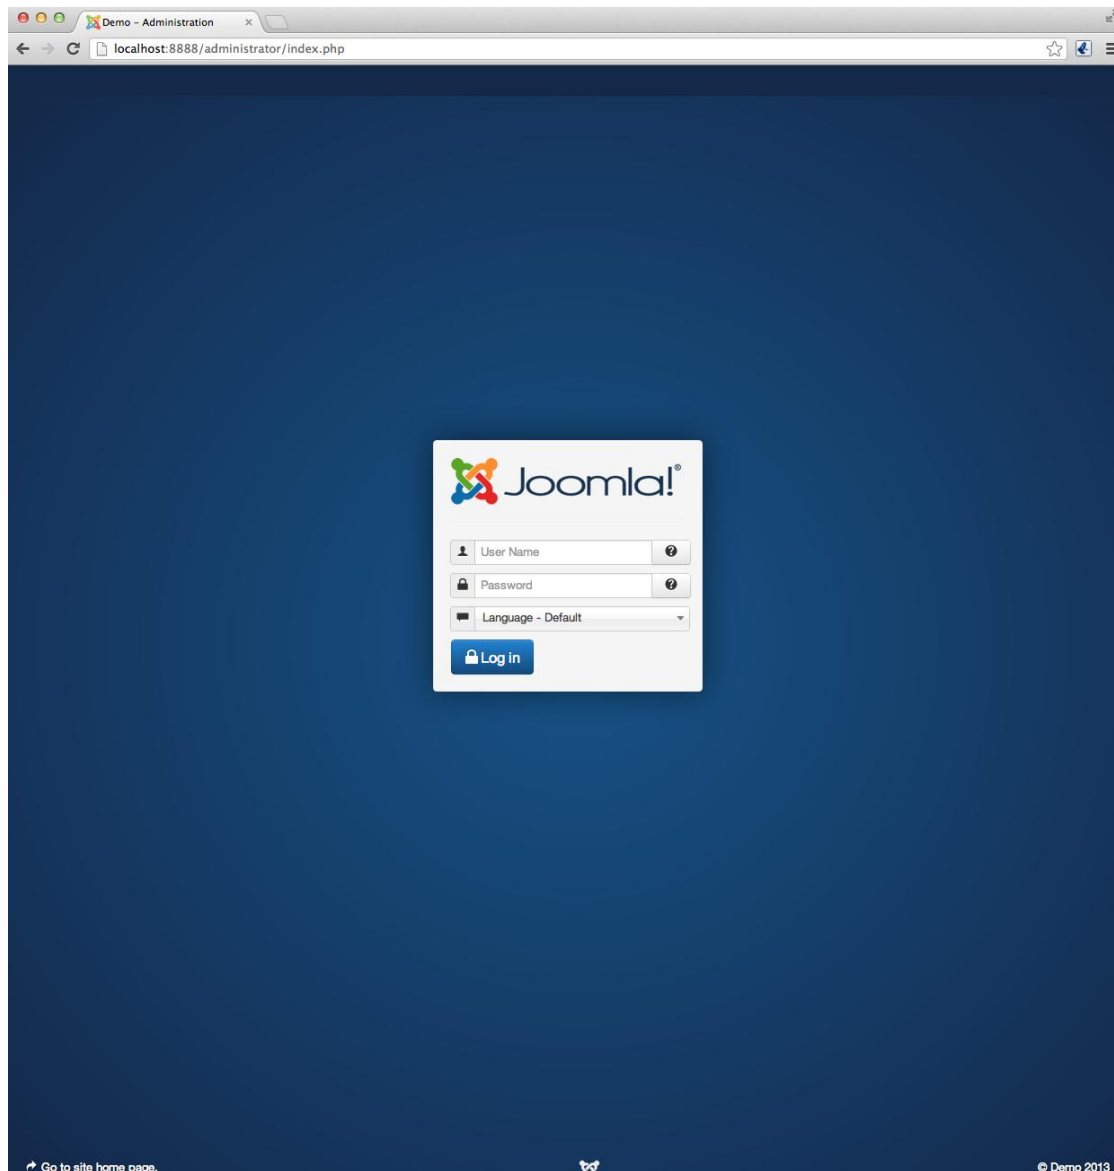 Demo – Administration
localhost:8888/administrator/index.php
Joomla!®
User Name
Password
Language - Default
Log in
Go to site home page.
© Demo 2013